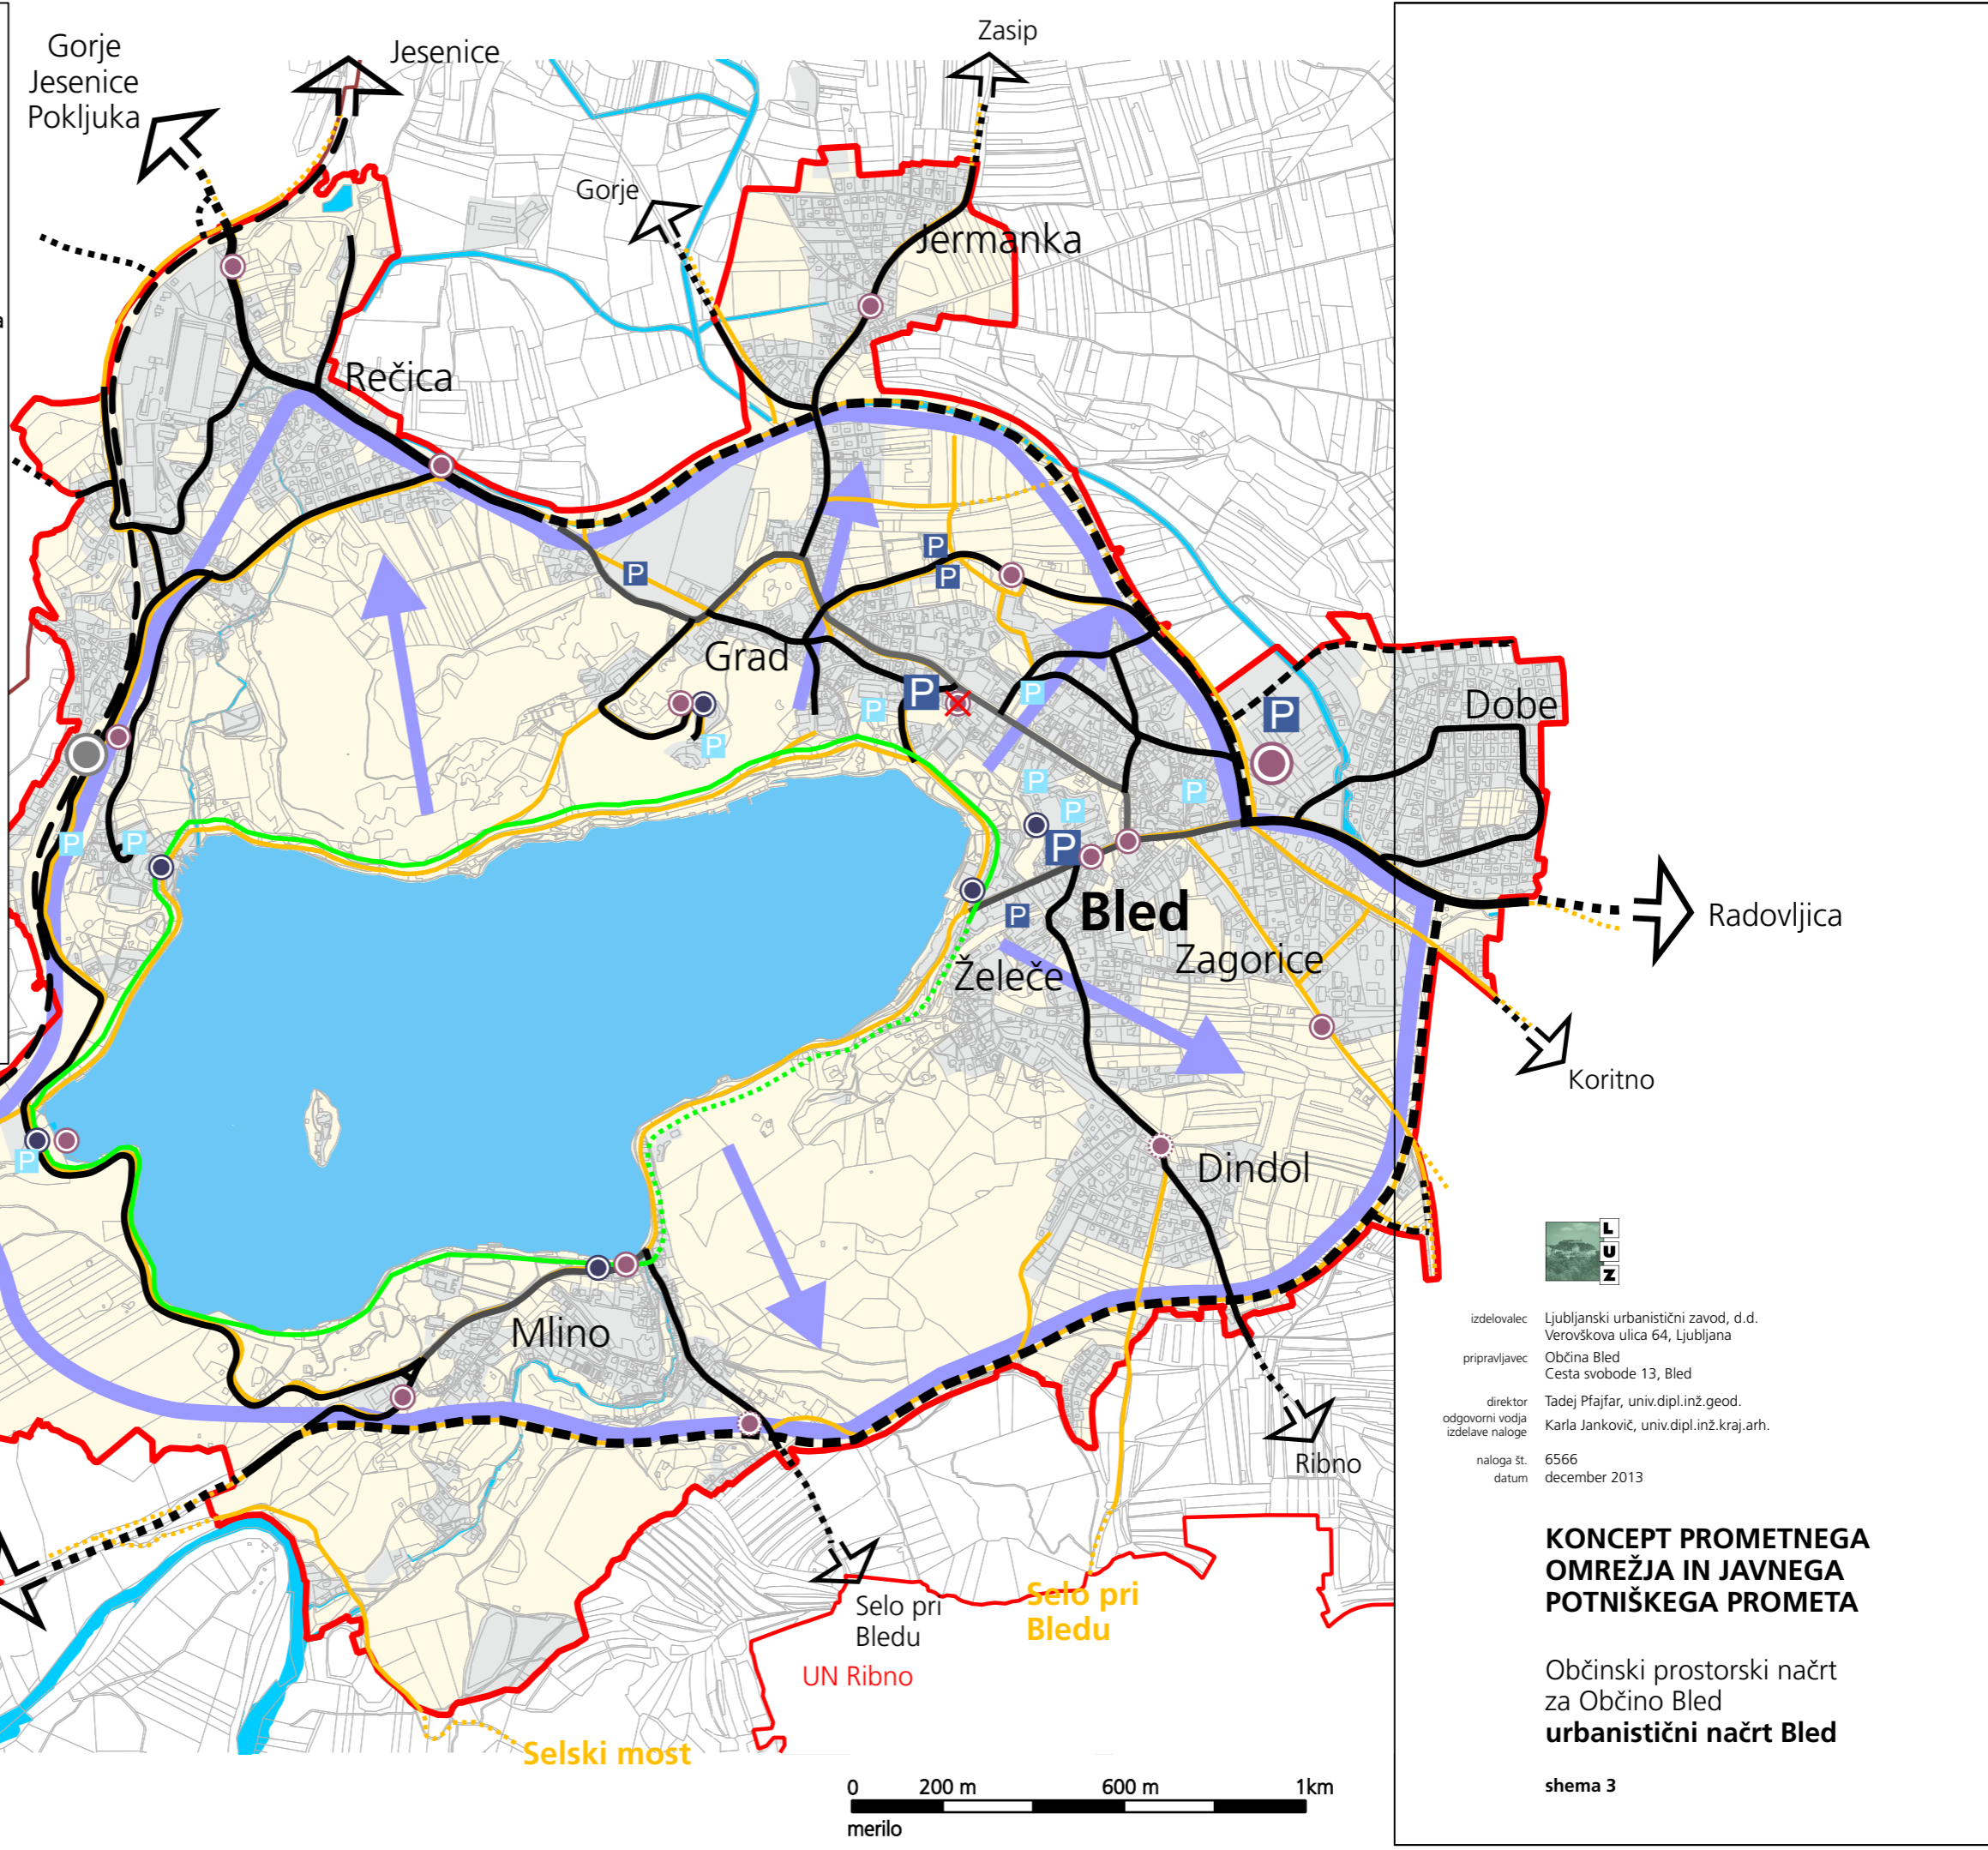 Gorje
Jesenice
Pokljuka
Jesenice
Zasip
Gorje
Jermanka
a
Rečica
P
P
P
Grad
P
P
P
P
P
P
Dobe
P
P
P
P
P
P
P
Bled
Radovljica
Zagorice
Želeče
Koritno
P
Dindol
Mlino
Ribno
Selo pri
Bledu
Selo pri
Bledu
UN Ribno
Selski most
0 200 m 600 m 1km
merilo
L
U
Z
izdelovalec Ljubljanski urbanistični zavod, d.d.
Verovškova ulica 64, Ljubljana
pripravljavec Občina Bled
Cesta svobode 13, Bled
direktor Tadej Pfajfar, univ.dipl.inž.geod.
odgovorni vodja
izdelave naloge Karla Jankovič, univ.dipl.inž.kraj.arh.
naloga št. 6566
datum december 2013
KONCEPT PROMETNEGA
OMREŽJA IN JAVNEGA
POTNIŠKEGA PROMETA
Občinski prostorski načrt
za Občino Bled
urbanistični načrt Bled
shema 3